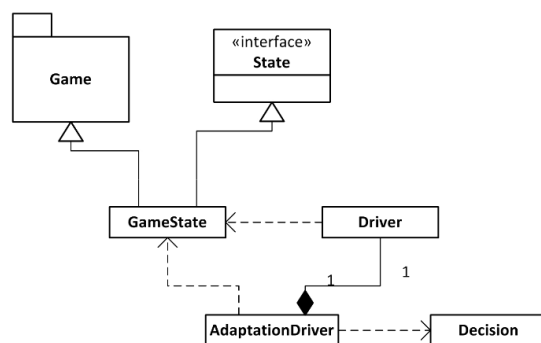 «interface»
State
Game
GameState
Driver
1
1
AdaptationDriver
Decision